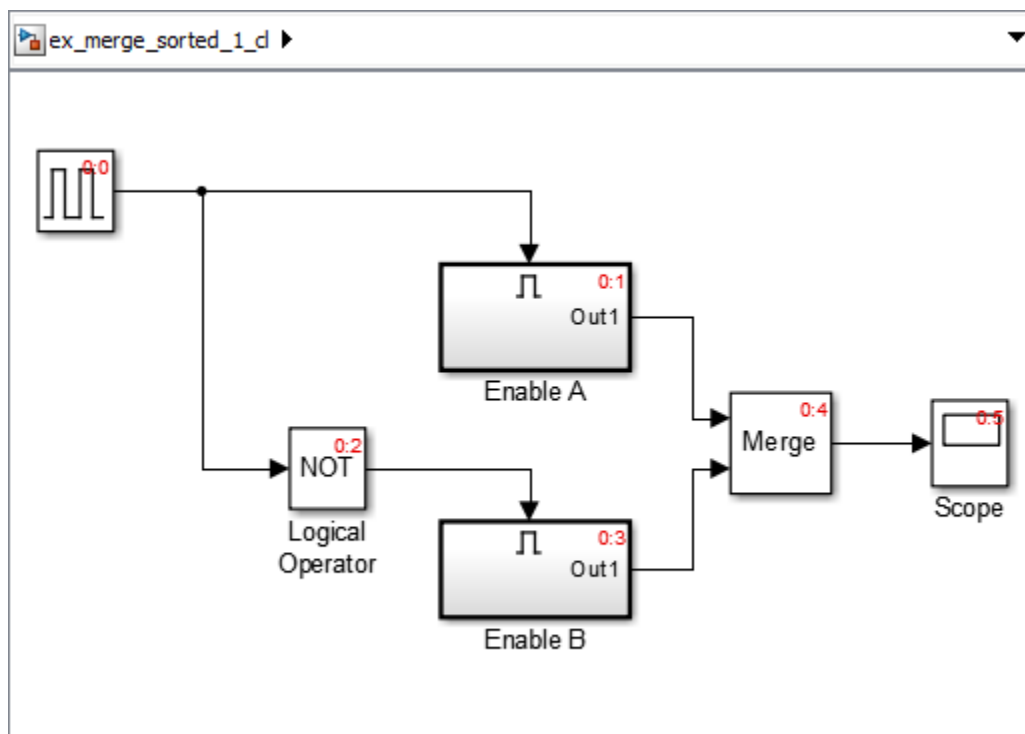 ex_merge_sorted_1_cl
0:0
0:1
Out1
Enable A
0:4
Merge
0:5
Scope
0:2
NOT
Logical
Operator
0:3
Out1
Enable B